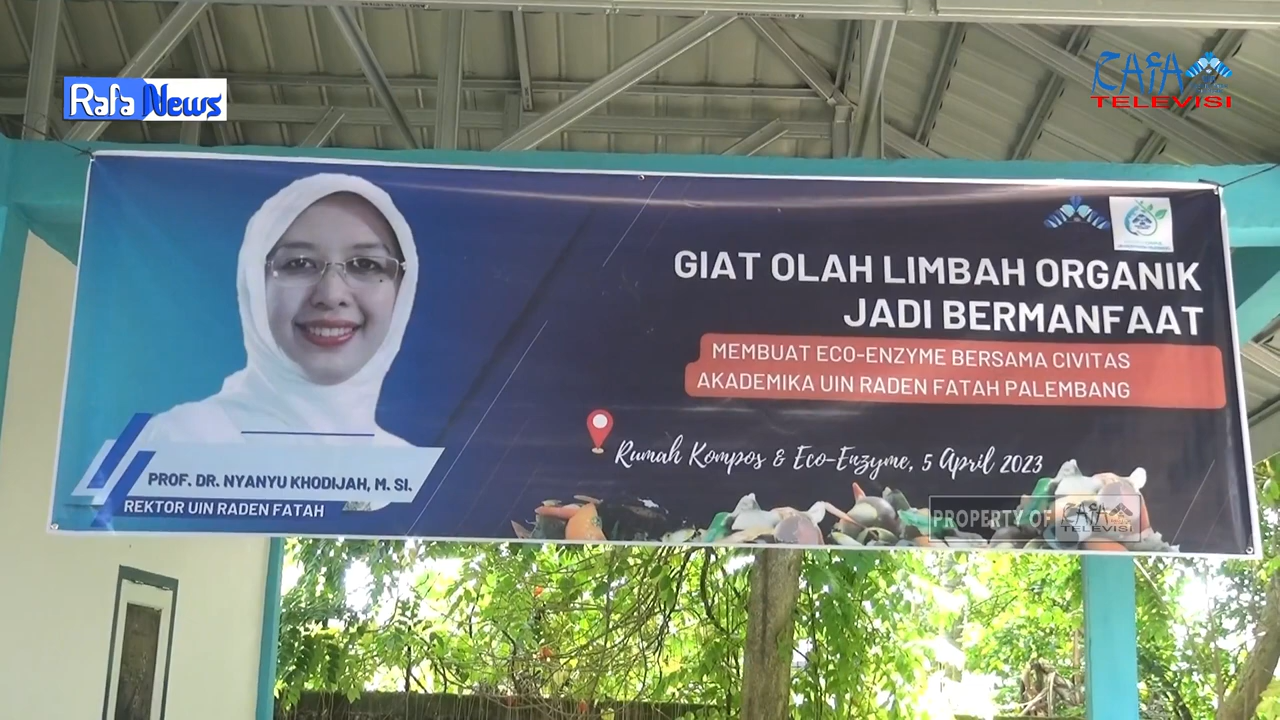 Rafa News
RAFA
TELEVISI
GIAT OLAH LIMBAH ORGANIK
JADI BERMANFAAT
MEMBUAT ECO-ENZYME BERSAMA CIVITAS
AKADEMIKA UIN RADEN FATAH PALEMBANG
Rumah Kompos & Eco-Enzyme, 5 April 2023
PROF. DR. NYANYU KHODIJAH, M. SI.
REKTOR UIN RADEN FATAH
PROPERTY OF RAFA
TELEVISI